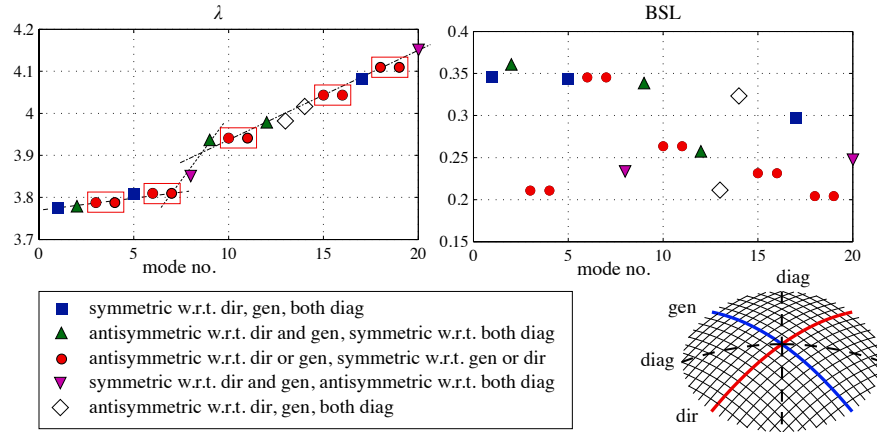 λ
4.2
4.1
4
3.9
3.8
3.7
0 5 10 15 20
mode no.
BSL
0.4
0.35
0.3
0.25
0.2
0.15
0 5 10 15 20
mode no.
symmetric w.r.t. dir, gen, both diag
antisymmetric w.r.t. dir and gen, symmetric w.r.t. both diag
antisymmetric w.r.t. dir or gen, symmetric w.r.t. gen or dir
symmetric w.r.t. dir and gen, antisymmetric w.r.t. both diag
antisymmetric w.r.t. dir, gen, both diag
diag
gen
diag
dir